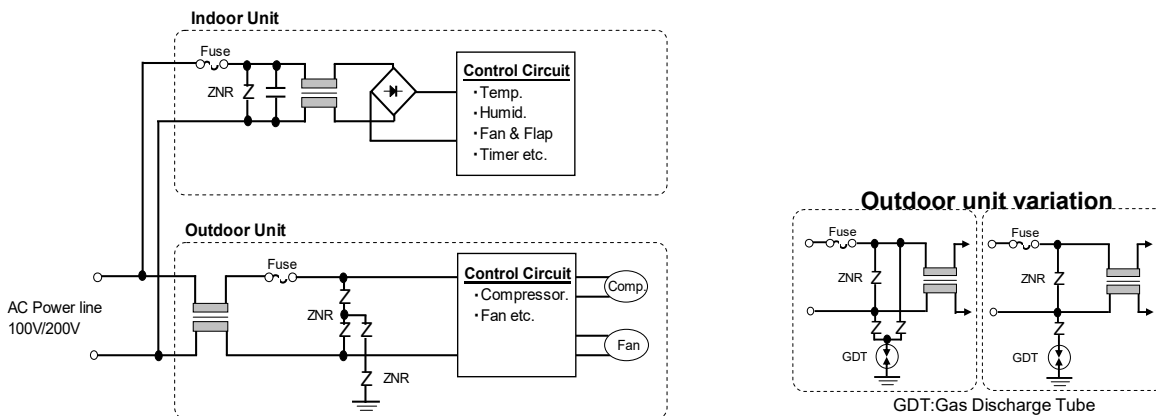 Indoor Unit
Fuse
ZNR
Control Circuit
・Temp.
・Humid.
・Fan & Flap
・Timer etc.
Outdoor Unit
Fuse
ZNR
ZNR
Control Circuit
・Compressor.
・Fan etc.
Comp.
Fan
AC Power line
100V/200V
Outdoor unit variation
Fuse
ZNR
GDT
Fuse
ZNR
GDT
GDT:Gas Discharge Tube